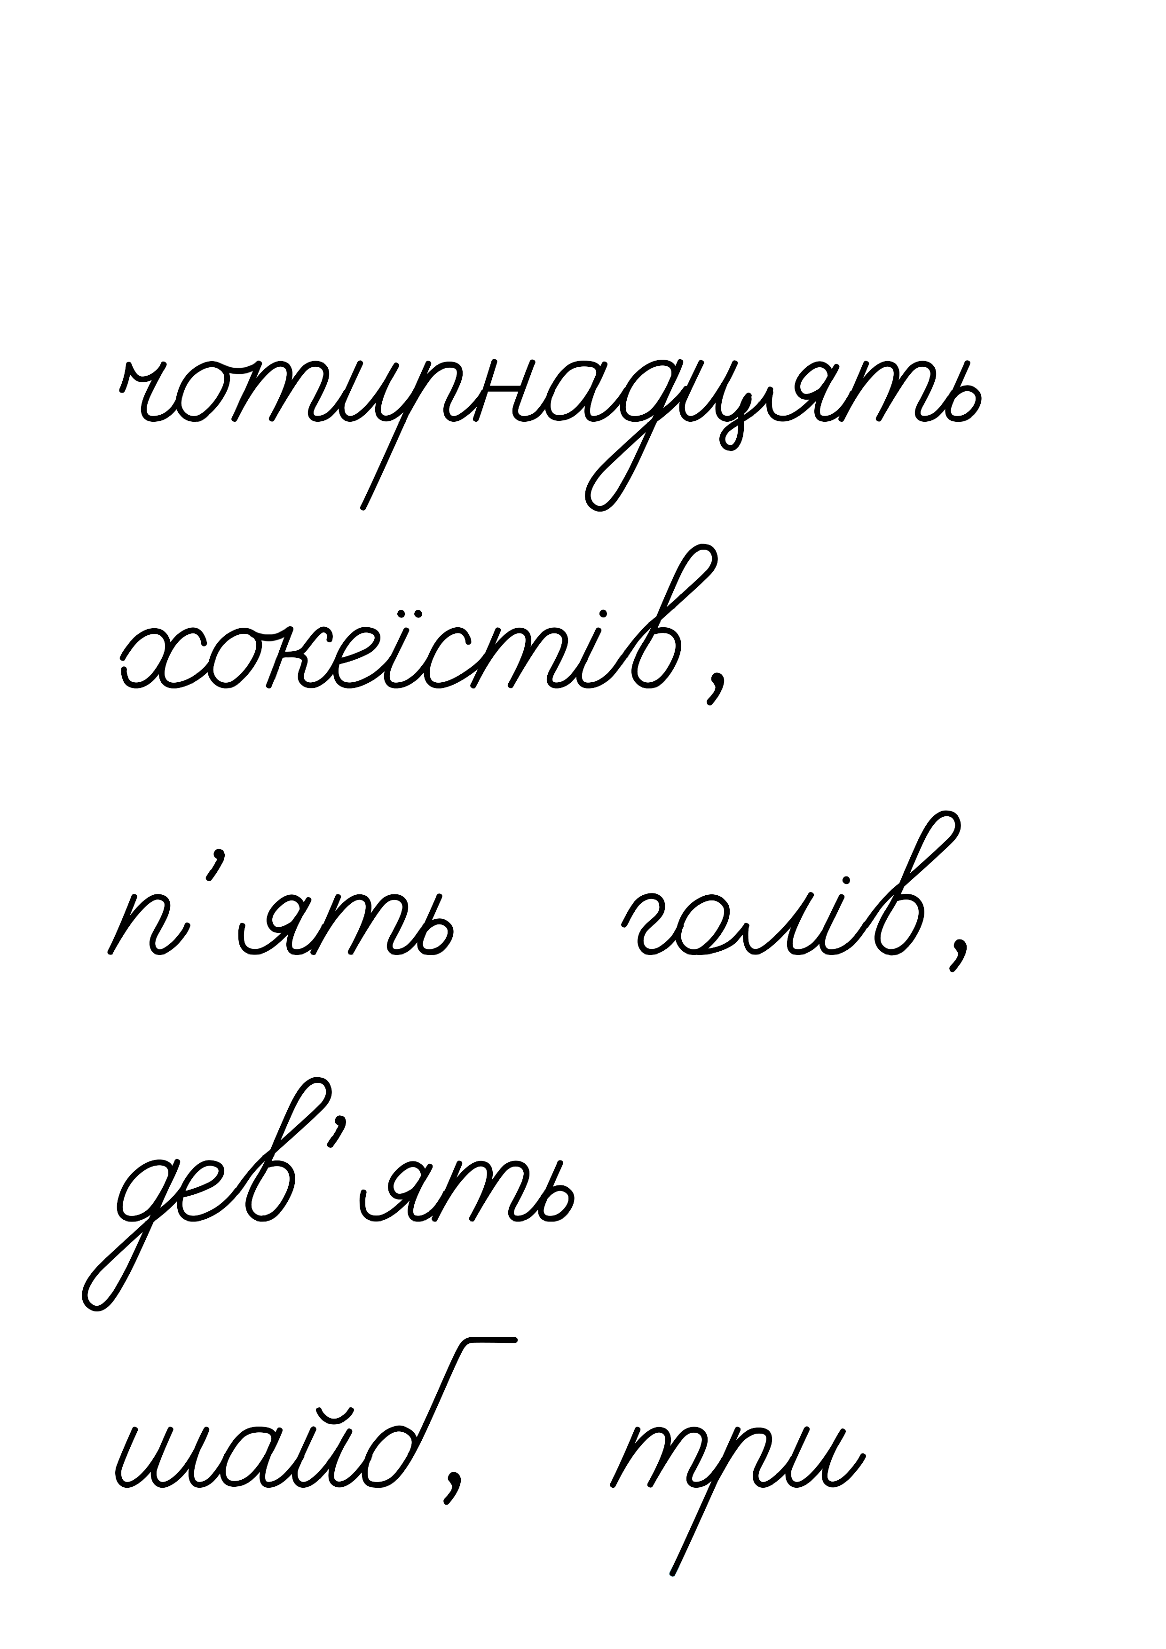 чотирнадцять
хокеїстів,
п'ять голів,
дев'ять
шайб, три